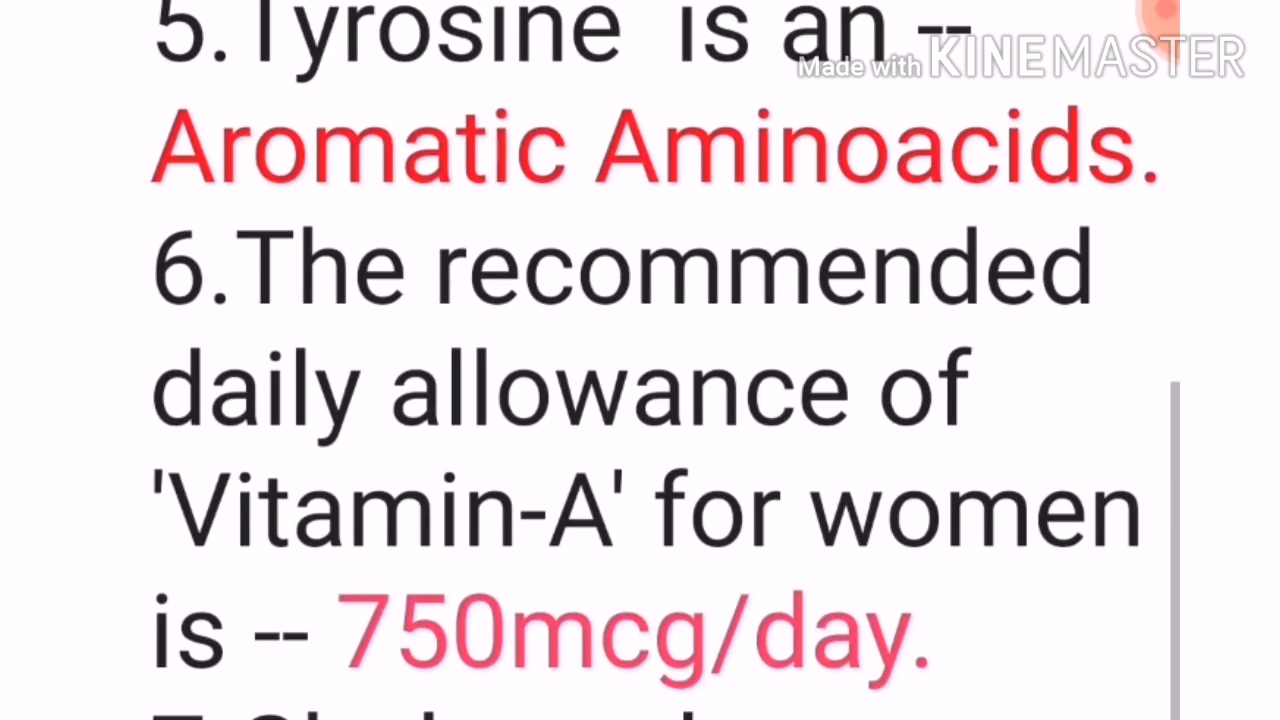 5.Tyrosine is an --
Made with KINEMASTER
Aromatic Aminoacids.
6.The recommended
daily allowance of
'Vitamin-A' for women
is -- 750mcg/day.